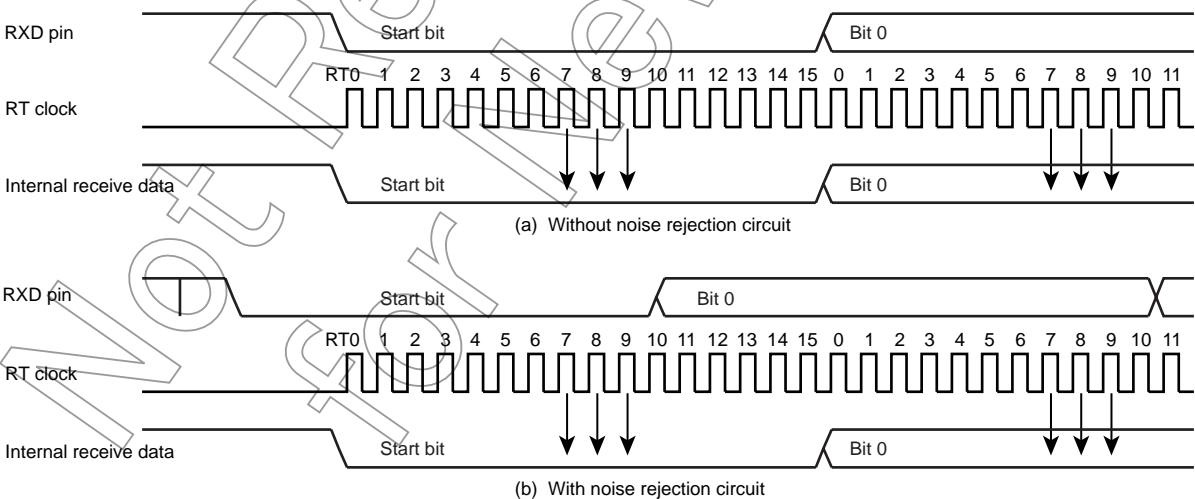 RXD pin Start bit Bit 0
RT0 1 2 3 4 5 6 7 8 9 10 11 12 13 14 15 0 1 2 3 4 5 6 7 8 9 10 11
RT clock
Internal receive data Start bit Bit 0
(a) Without noise rejection circuit
RXD pin Start bit Bit 0
RT0 1 2 3 4 5 6 7 8 9 10 11 12 13 14 15 0 1 2 3 4 5 6 7 8 9 10 11
RT clock
Internal receive data Start bit Bit 0
(b) With noise rejection circuit
Not Re
for Ne